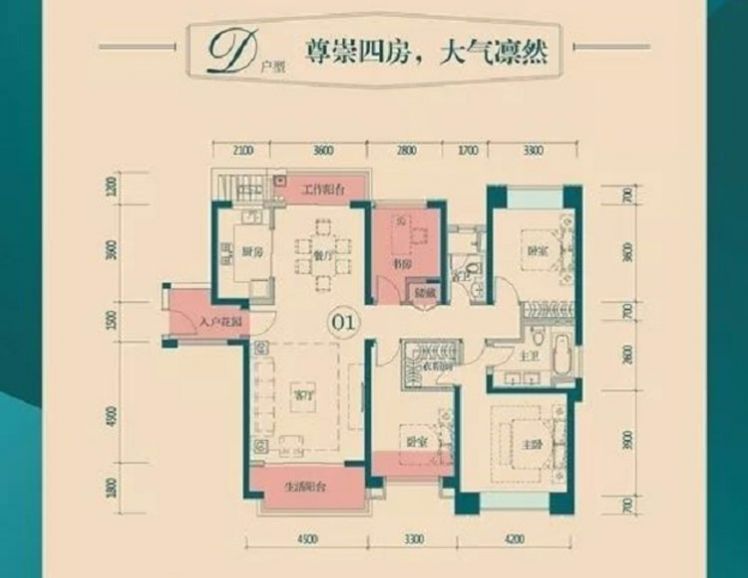 D 户型 尊崇四房，大气凛然
2100 3600 2800 1700 3300
1200 3600 1500 4900 1800
700 3600 700 2600 3900 700
工作阳台
厨房 餐厅 书房 客卫 卧室
储藏
入户花园 01
主卫
衣帽间
客厅
卧室 主卧
生活阳台
4500 3300 4200